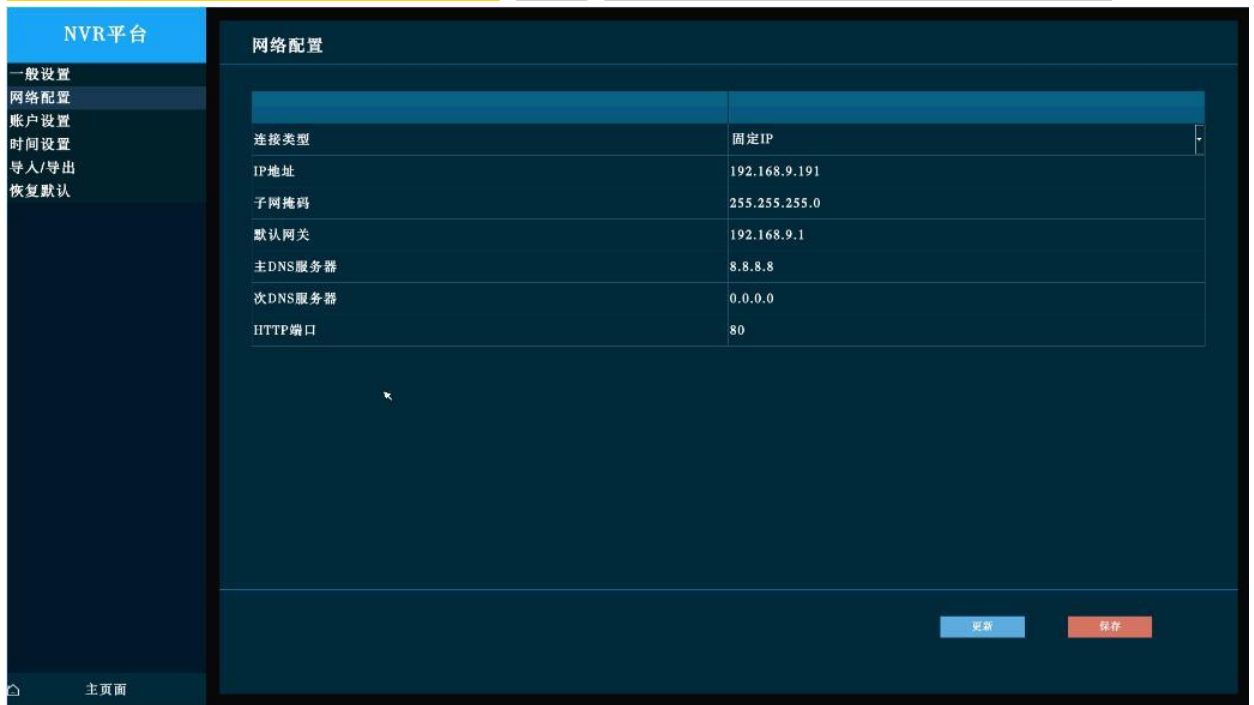 NVR平台
一般设置
网络配置
账户设置
时间设置
导入/导出
恢复默认
主页面
网络配置
连接类型 固定IP
IP地址 192.168.9.191
子网掩码 255.255.255.0
默认网关 192.168.9.1
主DNS服务器 8.8.8.8
次DNS服务器 0.0.0.0
HTTP端口 80
更新 保存